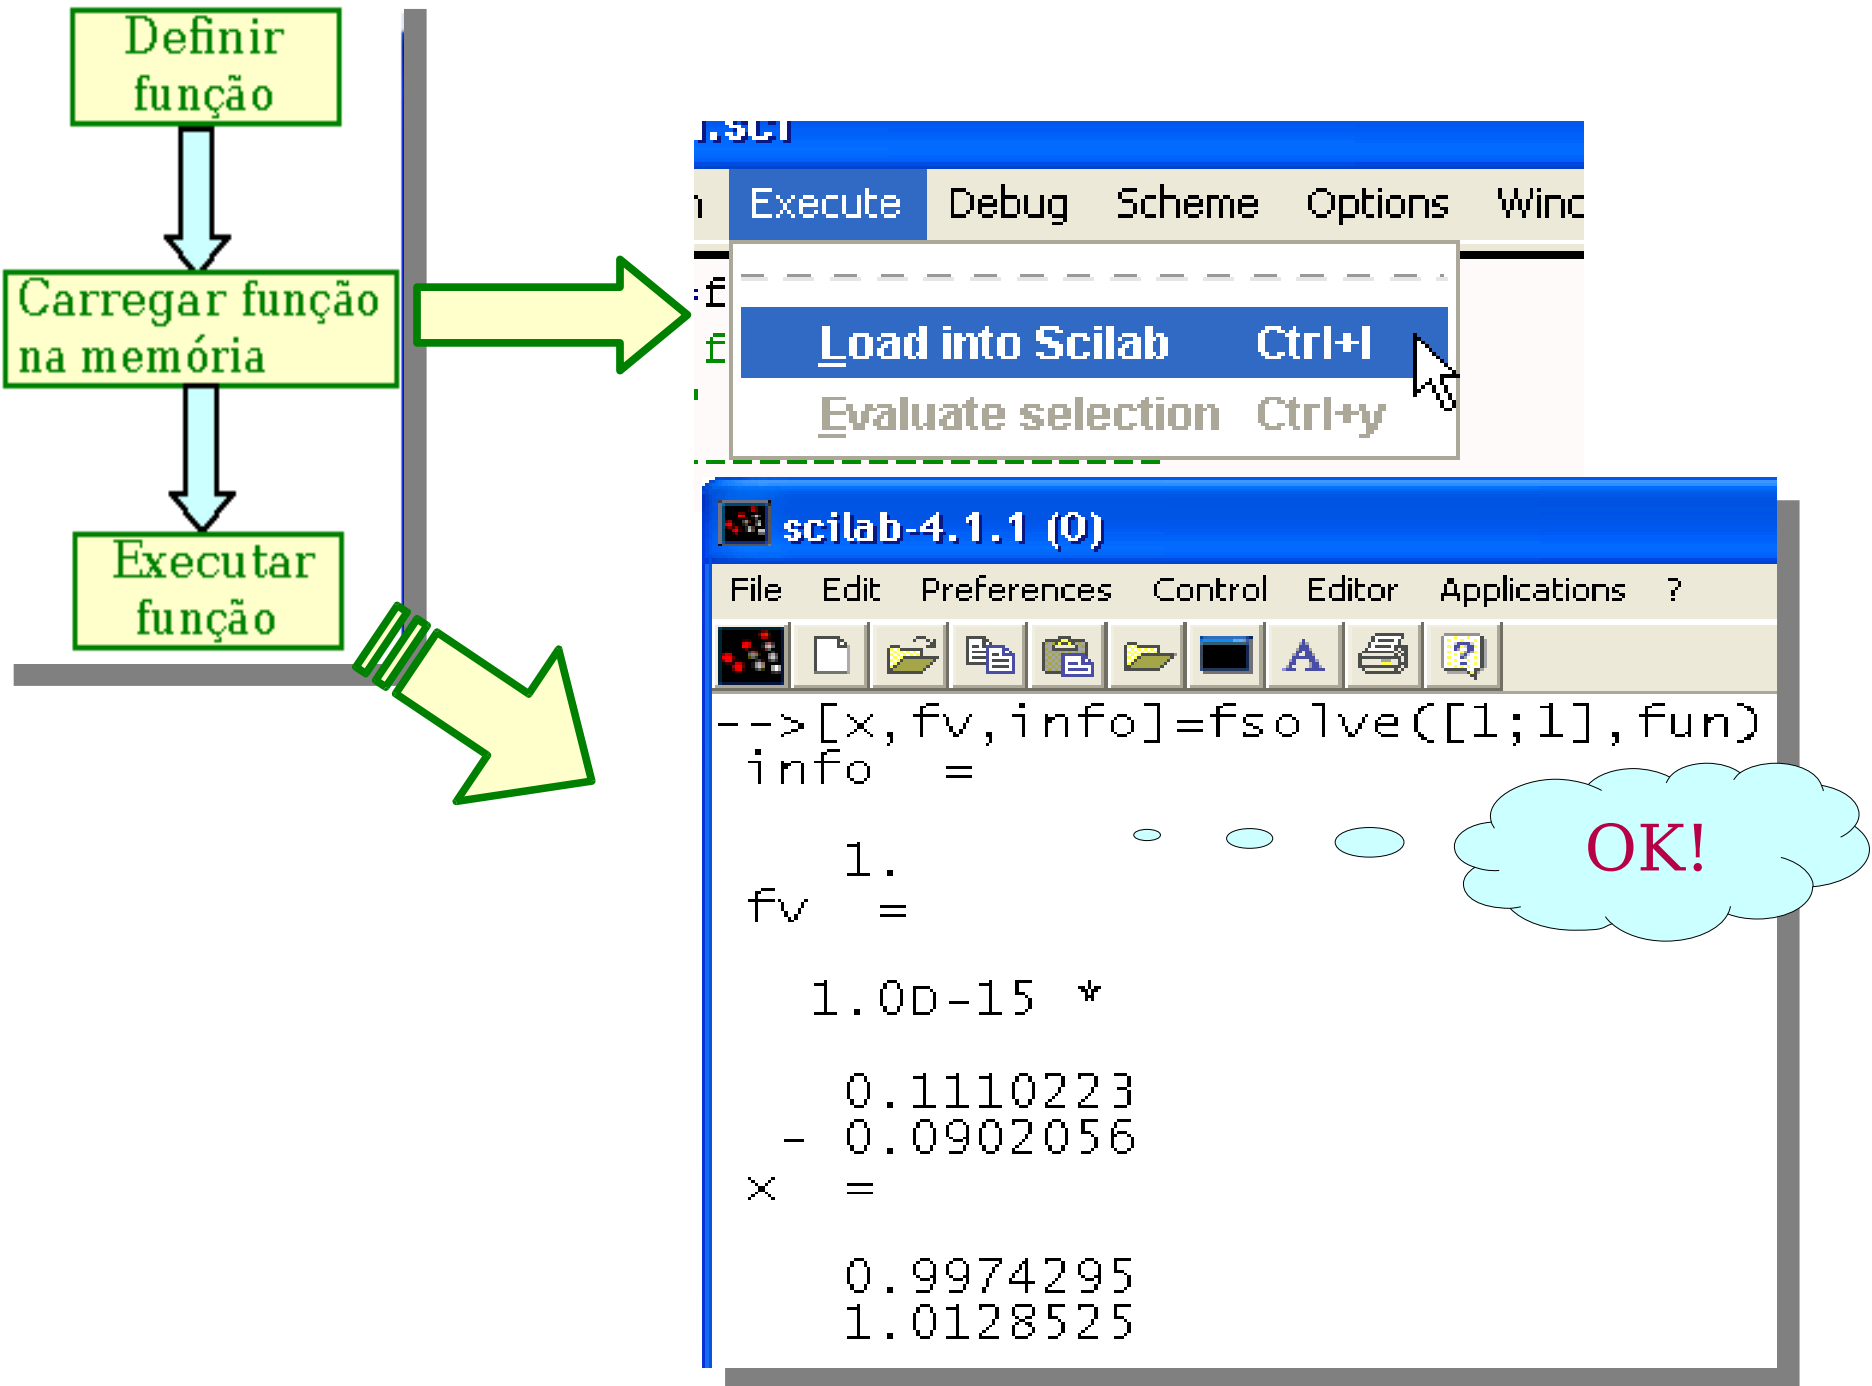 Definir
função
Carregar função
na memória
Executar
função
.sci
Execute Debug Scheme Options Winc
=f
f
Load into Scilab Ctrl+l
Evaluate selection Ctrl+y
scilab-4.1.1 (0)
File Edit Preferences Control Editor Applications ?
-->[x,fv,info]=fsolve([1;1],fun)
info =
1.
fv =
1.0D-15 *
0.1110223
- 0.0902056
x =
0.9974295
1.0128525
OK!